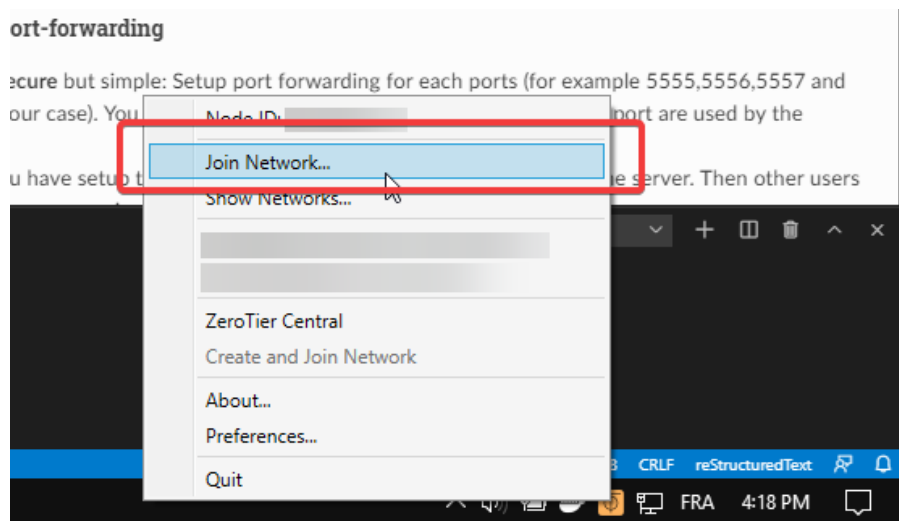 ort-forwarding
ecure but simple: Setup port forwarding for each ports (for example 5555,5556,5557 and
our case). You port are used by the
Node ID:
Join Network...
u have setup t e server. Then other users
Show Networks...
ZeroTier Central
Create and Join Network
About...
Preferences...
CRLF reStructuredText
Quit
FRA 4:18 PM